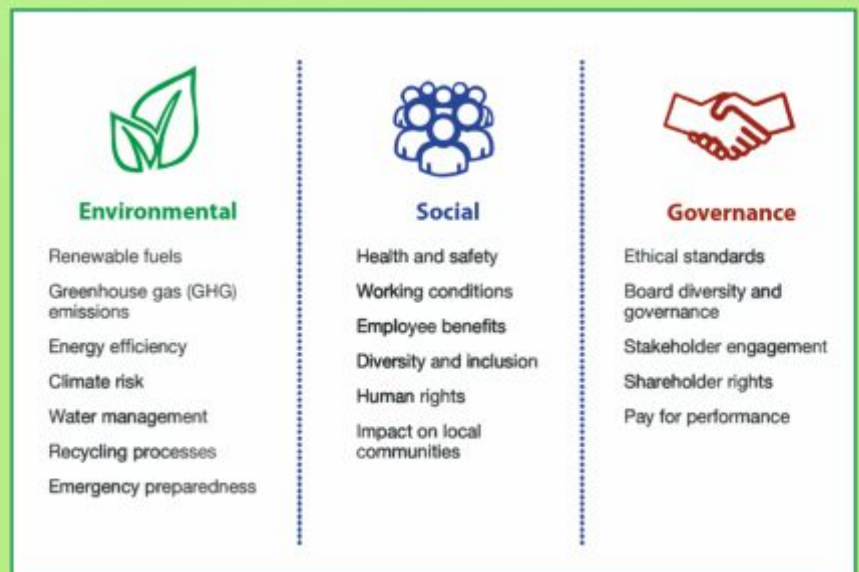 Environmental
Renewable fuels
Greenhouse gas (GHG)
emissions
Energy efficiency
Climate risk
Water management
Recycling processes
Emergency preparedness
Social
Health and safety
Working conditions
Employee benefits
Diversity and inclusion
Human rights
Impact on local
communities
Governance
Ethical standards
Board diversity and
governance
Stakeholder engagement
Shareholder rights
Pay for performance